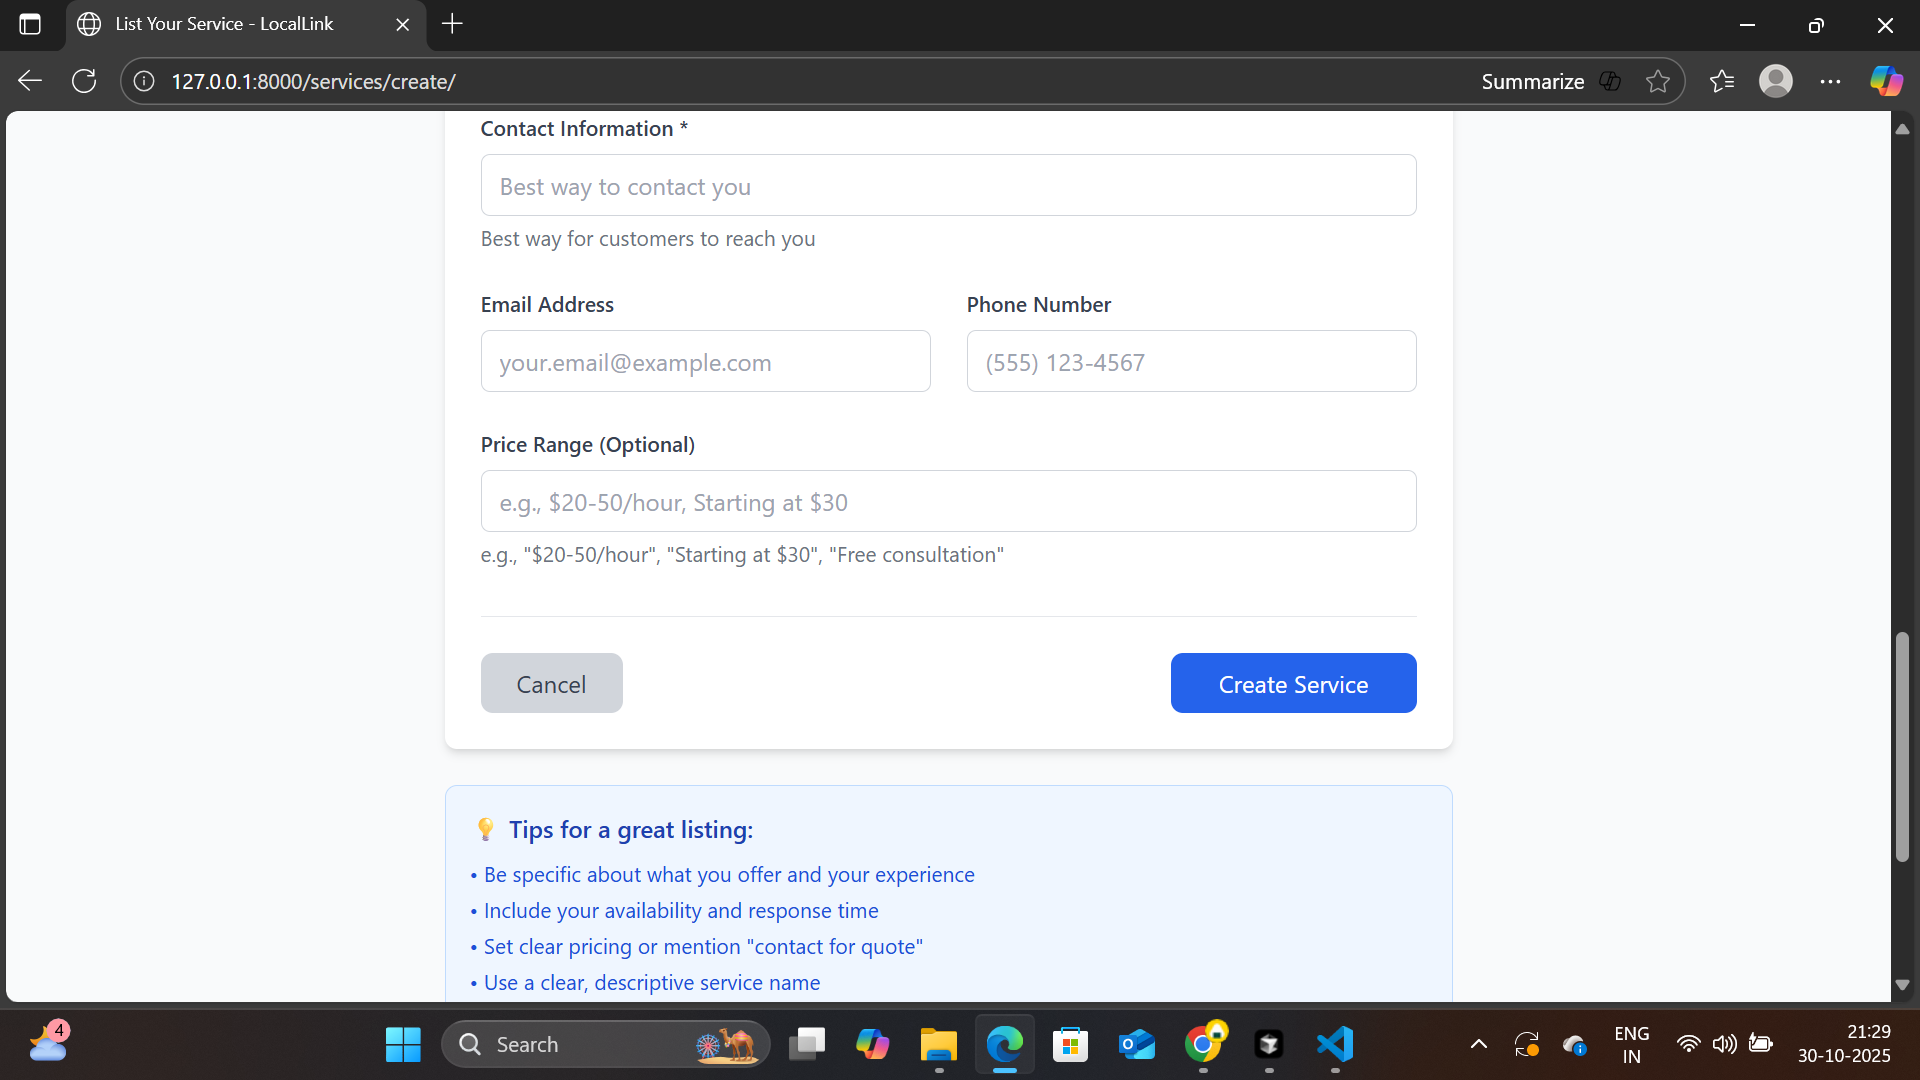 List Your Service - LocalLink
127.0.0.1:8000/services/create/
Summarize
Contact Information *
Best way to contact you
Best way for customers to reach you
Email Address
Phone Number
your.email@example.com
(555) 123-4567
Price Range (Optional)
e.g., $20-50/hour, Starting at $30
e.g., "$20-50/hour", "Starting at $30", "Free consultation"
Cancel
Create Service
💡 Tips for a great listing:
• Be specific about what you offer and your experience
• Include your availability and response time
• Set clear pricing or mention "contact for quote"
• Use a clear, descriptive service name
4
Search
ENG
IN
21:29
30-10-2025